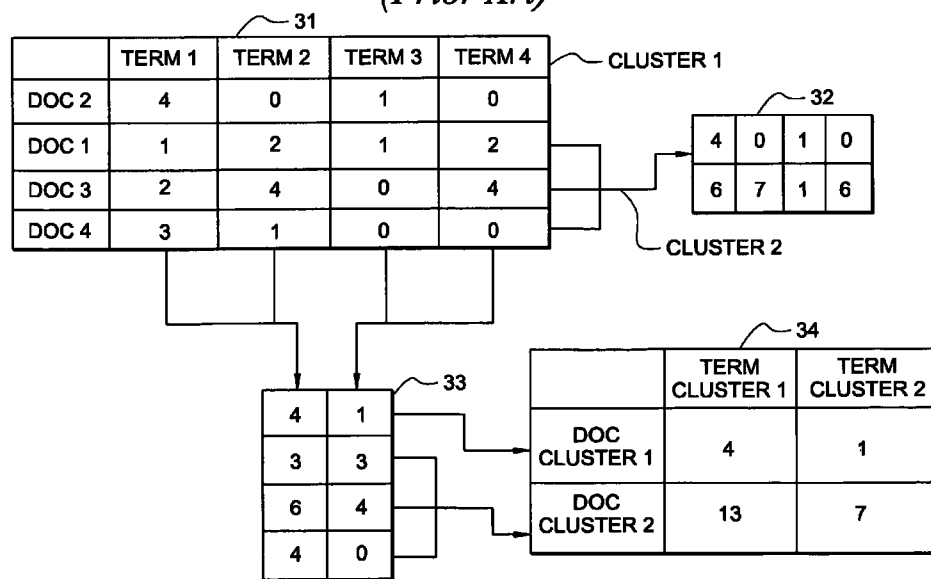 31
TERM 1 TERM 2 TERM 3 TERM 4
CLUSTER 1
DOC 2 4 0 1 0
DOC 1 1 2 1 2
DOC 3 2 4 0 4
DOC 4 3 1 0 0
32
4 0 1 0
6 7 1 6
CLUSTER 2
33
4 1
3 3
6 4
4 0
34
TERM CLUSTER 1 TERM CLUSTER 2
DOC CLUSTER 1 4 1
DOC CLUSTER 2 13 7